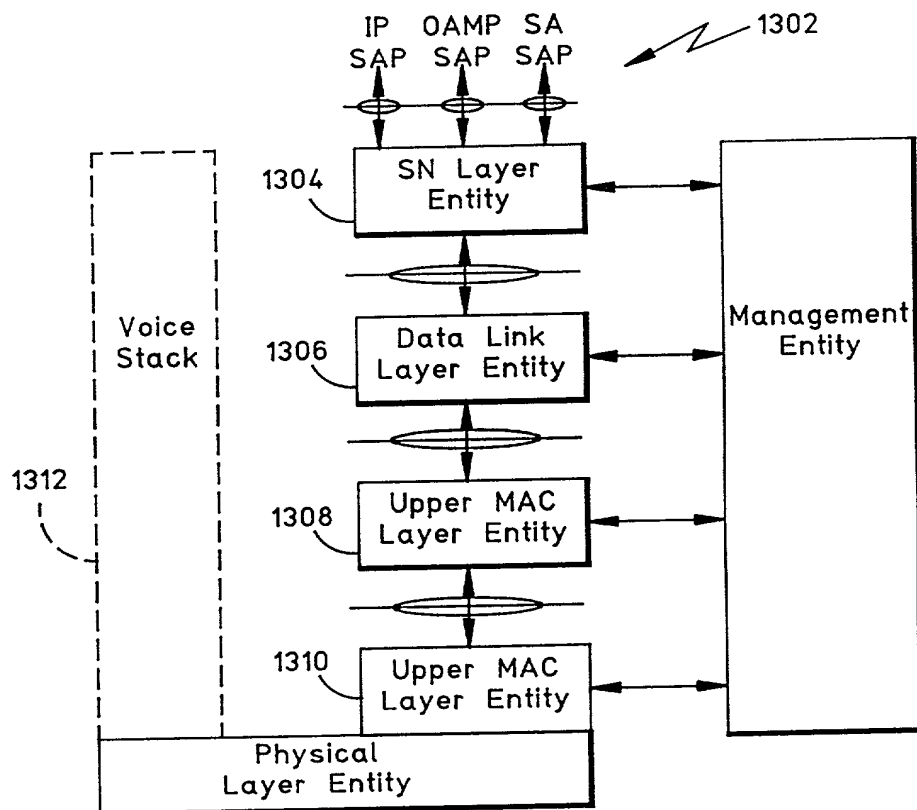 IP OAMP SA
SAP SAP SAP
1302
1304
SN Layer
Entity
Voice
Stack
1306
Data Link
Layer Entity
Management
Entity
1312
1308
Upper MAC
Layer Entity
1310
Upper MAC
Layer Entity
Physical
Layer Entity